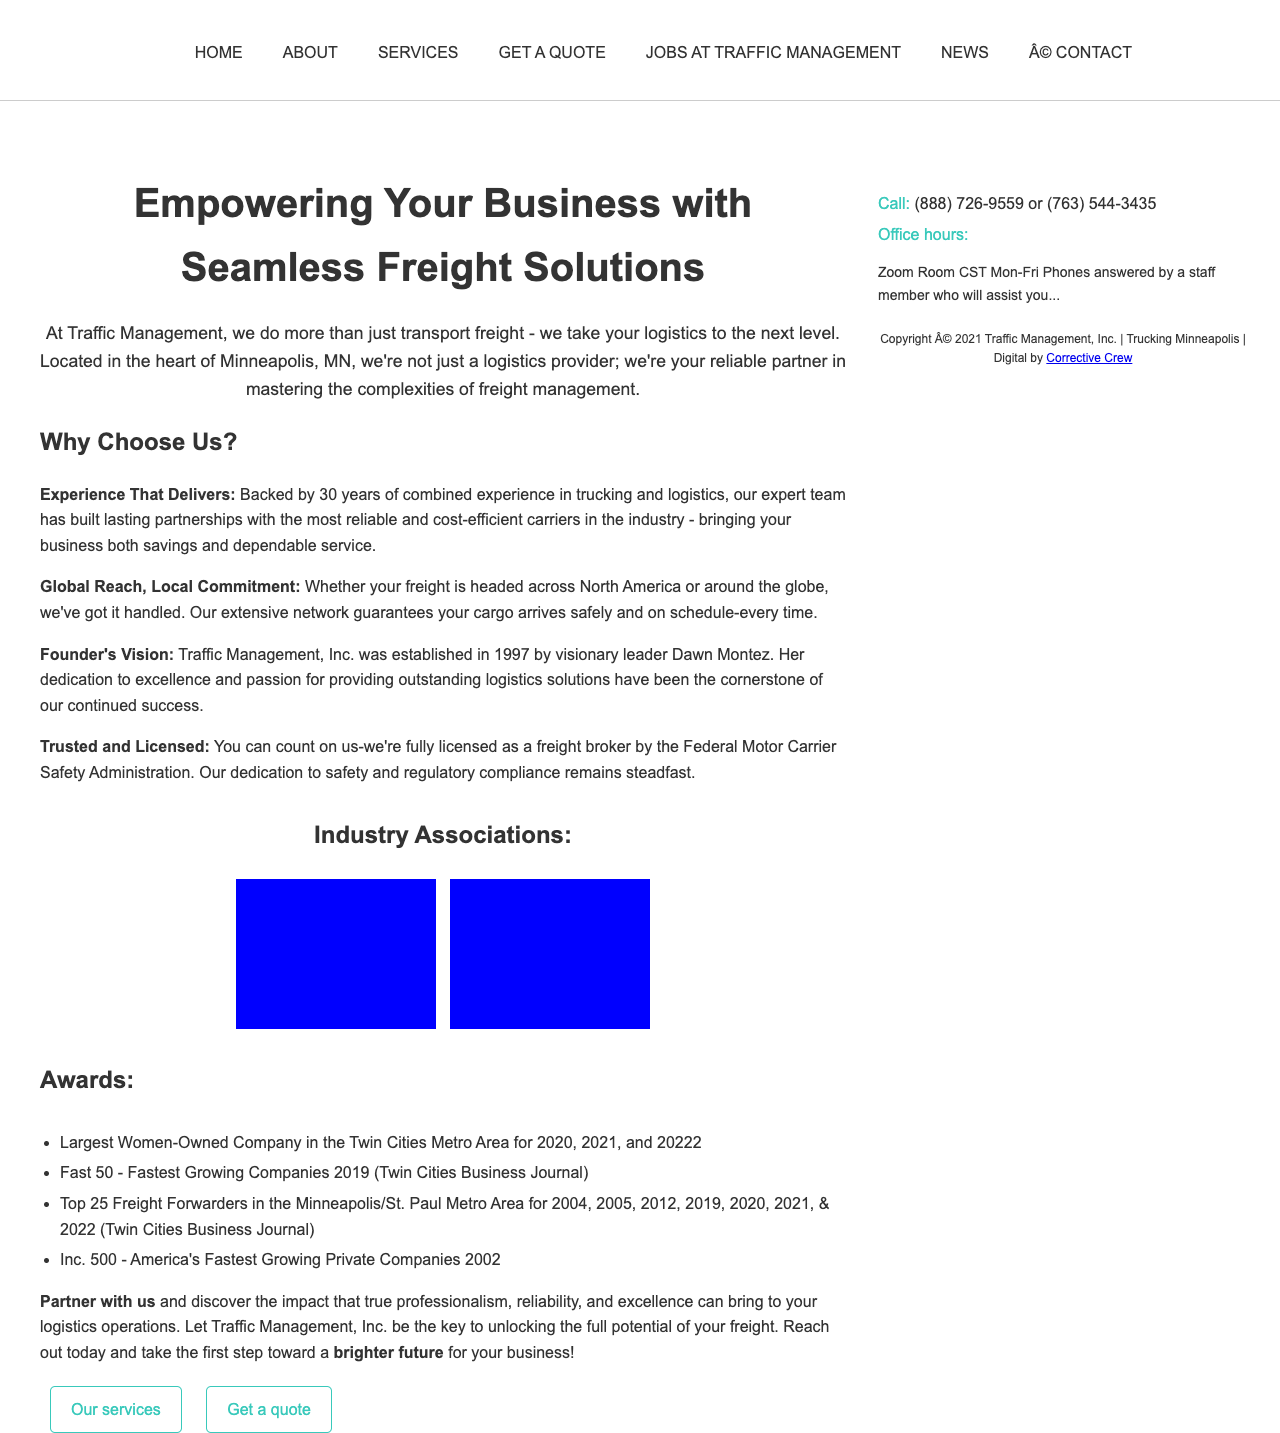 HOME ABOUT SERVICES GET A QUOTE JOBS AT TRAFFIC MANAGEMENT NEWS Â© CONTACT
Empowering Your Business with
Seamless Freight Solutions
At Traffic Management, we do more than just transport freight - we take your logistics to the next level.
Located in the heart of Minneapolis, MN, we're not just a logistics provider; we're your reliable partner in
mastering the complexities of freight management.
Why Choose Us?
Experience That Delivers: Backed by 30 years of combined experience in trucking and logistics, our expert team
has built lasting partnerships with the most reliable and cost-efficient carriers in the industry - bringing your
business both savings and dependable service.
Global Reach, Local Commitment: Whether your freight is headed across North America or around the globe,
we've got it handled. Our extensive network guarantees your cargo arrives safely and on schedule-every time.
Founder's Vision: Traffic Management, Inc. was established in 1997 by visionary leader Dawn Montez. Her
dedication to excellence and passion for providing outstanding logistics solutions have been the cornerstone of
our continued success.
Trusted and Licensed: You can count on us-we're fully licensed as a freight broker by the Federal Motor Carrier
Safety Administration. Our dedication to safety and regulatory compliance remains steadfast.
Industry Associations:
Awards:
Largest Women-Owned Company in the Twin Cities Metro Area for 2020, 2021, and 20222
Fast 50 - Fastest Growing Companies 2019 (Twin Cities Business Journal)
Top 25 Freight Forwarders in the Minneapolis/St. Paul Metro Area for 2004, 2005, 2012, 2019, 2020, 2021, &
2022 (Twin Cities Business Journal)
Inc. 500 - America's Fastest Growing Private Companies 2002
Partner with us and discover the impact that true professionalism, reliability, and excellence can bring to your
logistics operations. Let Traffic Management, Inc. be the key to unlocking the full potential of your freight. Reach
out today and take the first step toward a brighter future for your business!
Our services
Get a quote
Call: (888) 726-9559 or (763) 544-3435
Office hours:
Zoom Room CST Mon-Fri Phones answered by a staff
member who will assist you...
Copyright Â© 2021 Traffic Management, Inc. | Trucking Minneapolis |
Digital by Corrective Crew